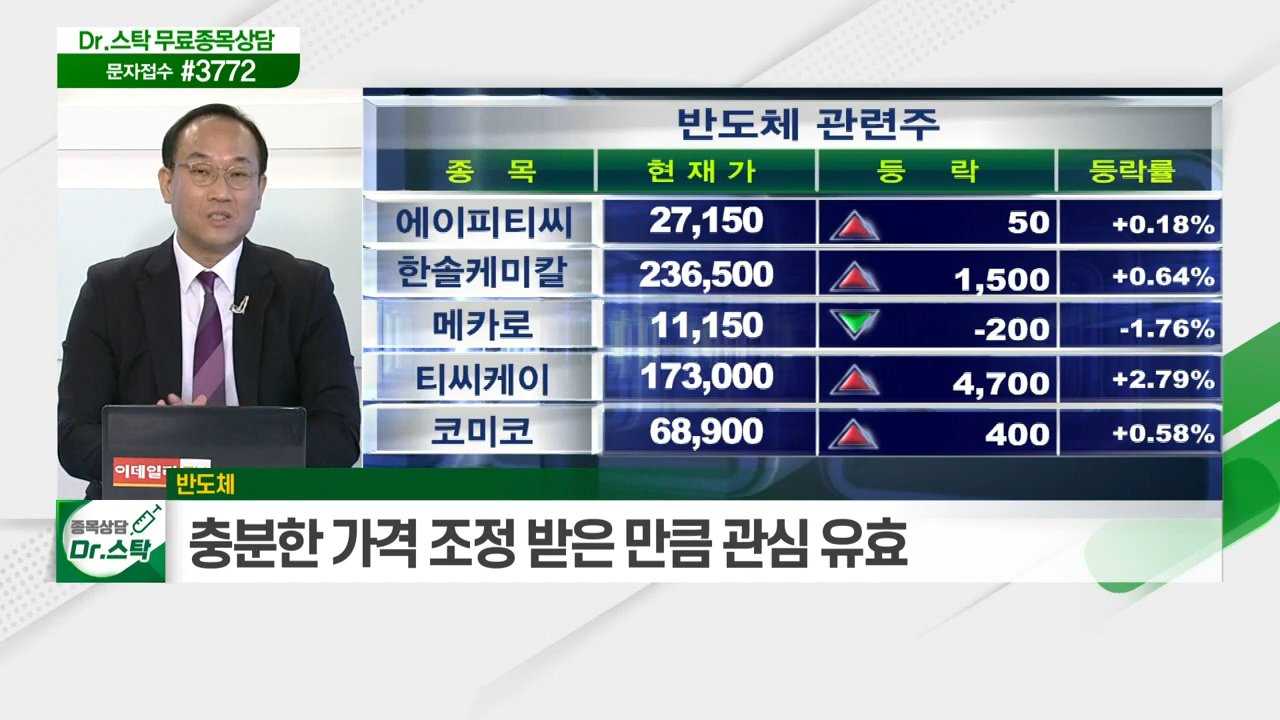 Dr.스탁 무료종목상담
문자접수 #3772
반도체 관련주
종 목 현 재 가 등 락 등락률
에이피티씨 27,150 50 +0.18%
한솔케미칼 236,500 1,500 +0.64%
메카로 11,150 -200 -1.76%
티씨케이 173,000 4,700 +2.79%
코미코 68,900 400 +0.58%
이데일리
반도체
종목상담
Dr.스탁
충분한 가격 조정 받은 만큼 관심 유효